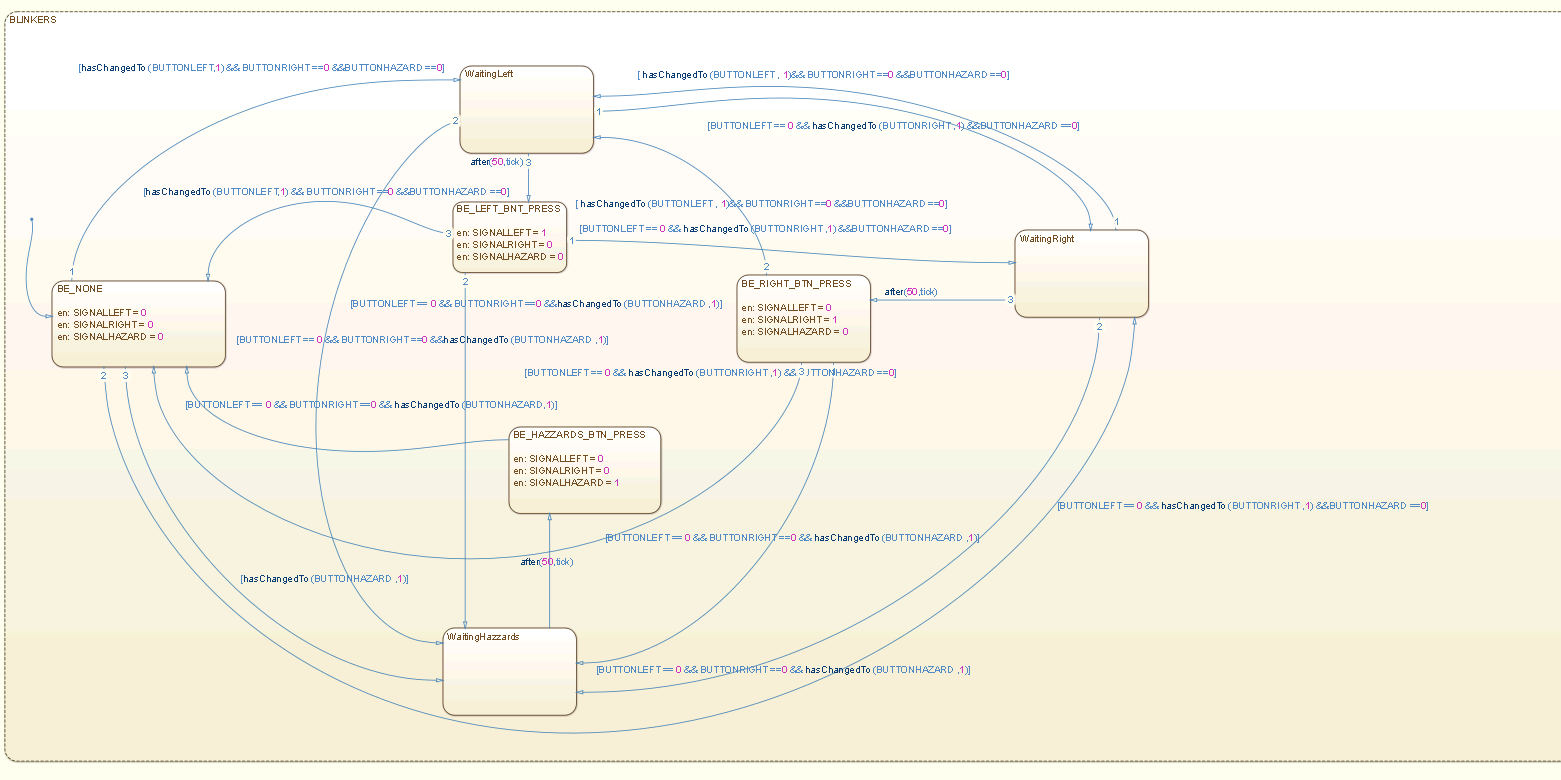 BLINKERS
[hasChangedTo (BUTTONLEFT,1) && BUTTONRIGHT ==0 &&BUTTONHAZARD ==0]
WaitingLeft
[ hasChangedTo (BUTTONLEFT , 1)&& BUTTONRIGHT==0 &&BUTTONHAZARD ==0]
1
2
[BUTTONLEFT == 0 && hasChangedTo (BUTTONRIGHT ,1) &&BUTTONHAZARD ==0]
after(50,tick)
3
[hasChangedTo (BUTTONLEFT,1) && BUTTONRIGHT ==0 &&BUTTONHAZARD ==0]
BE_LEFT_BNT_PRESS
en: SIGNALLEFT = 1
en: SIGNALRIGHT = 0
en: SIGNALHAZARD = 0
3
1
2
[ hasChangedTo (BUTTONLEFT , 1)&& BUTTONRIGHT==0 &&BUTTONHAZARD ==0]
[BUTTONLEFT == 0 && hasChangedTo (BUTTONRIGHT ,1) &&BUTTONHAZARD ==0]
1
WaitingRight
3
2
1
BE_NONE
en: SIGNALLEFT = 0
en: SIGNALRIGHT = 0
en: SIGNALHAZARD = 0
2
3
2
BE_RIGHT_BTN_PRESS
en: SIGNALLEFT = 0
en: SIGNALRIGHT = 1
en: SIGNALHAZARD = 0
after(50,tick)
[BUTTONLEFT == 0 && BUTTONRIGHT ==0 &&hasChangedTo (BUTTONHAZARD ,1)]
[BUTTONLEFT == 0 && BUTTONRIGHT ==0 &&hasChangedTo (BUTTONHAZARD ,1)]
[BUTTONLEFT == 0 && hasChangedTo (BUTTONRIGHT ,1) && BUTTONHAZARD ==0]
3
1
[BUTTONLEFT == 0 && BUTTONRIGHT ==0 && hasChangedTo (BUTTONHAZARD,1)]
BE_HAZZARDS_BTN_PRESS
en: SIGNALLEFT = 0
en: SIGNALRIGHT = 0
en: SIGNALHAZARD = 1
[BUTTONLEFT == 0 && hasChangedTo (BUTTONRIGHT ,1) &&BUTTONHAZARD ==0]
[BUTTONLEFT == 0 && BUTTONRIGHT ==0 && hasChangedTo (BUTTONHAZARD ,1)]
after(50,tick)
[hasChangedTo (BUTTONHAZARD ,1)]
WaitingHazzards
[BUTTONLEFT == 0 && BUTTONRIGHT ==0 && hasChangedTo (BUTTONHAZARD ,1)]